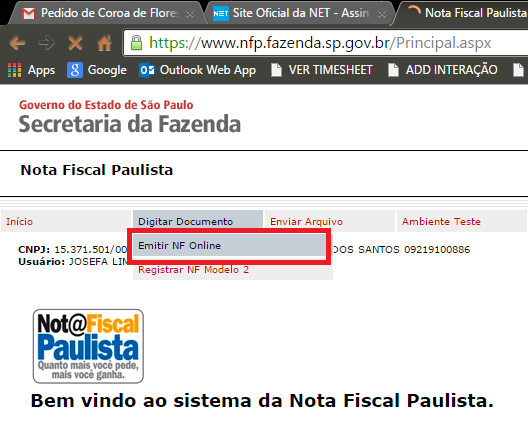 Pedido de Coroa de Flores
Site Oficial da NET - Assin
Nota Fiscal Paulista
https://www.nfp.fazenda.sp.gov.br/Principal.aspx
Apps Google Outlook Web App VER TIMESHEET ADD INTERAÇÃO
Governo do Estado de São Paulo
Secretaria da Fazenda
Nota Fiscal Paulista
Início Digitar Documento Enviar Arquivo Ambiente Teste
Emitir NF Online
CNPJ: 15.371.501/00 DOS SANTOS 09219100886
Usuário: JOSEFA LIM
Registrar NF Modelo 2
Not@Fiscal
Paulista
Quanto mais você pede,
mais você ganha.
Bem vindo ao sistema da Nota Fiscal Paulista.